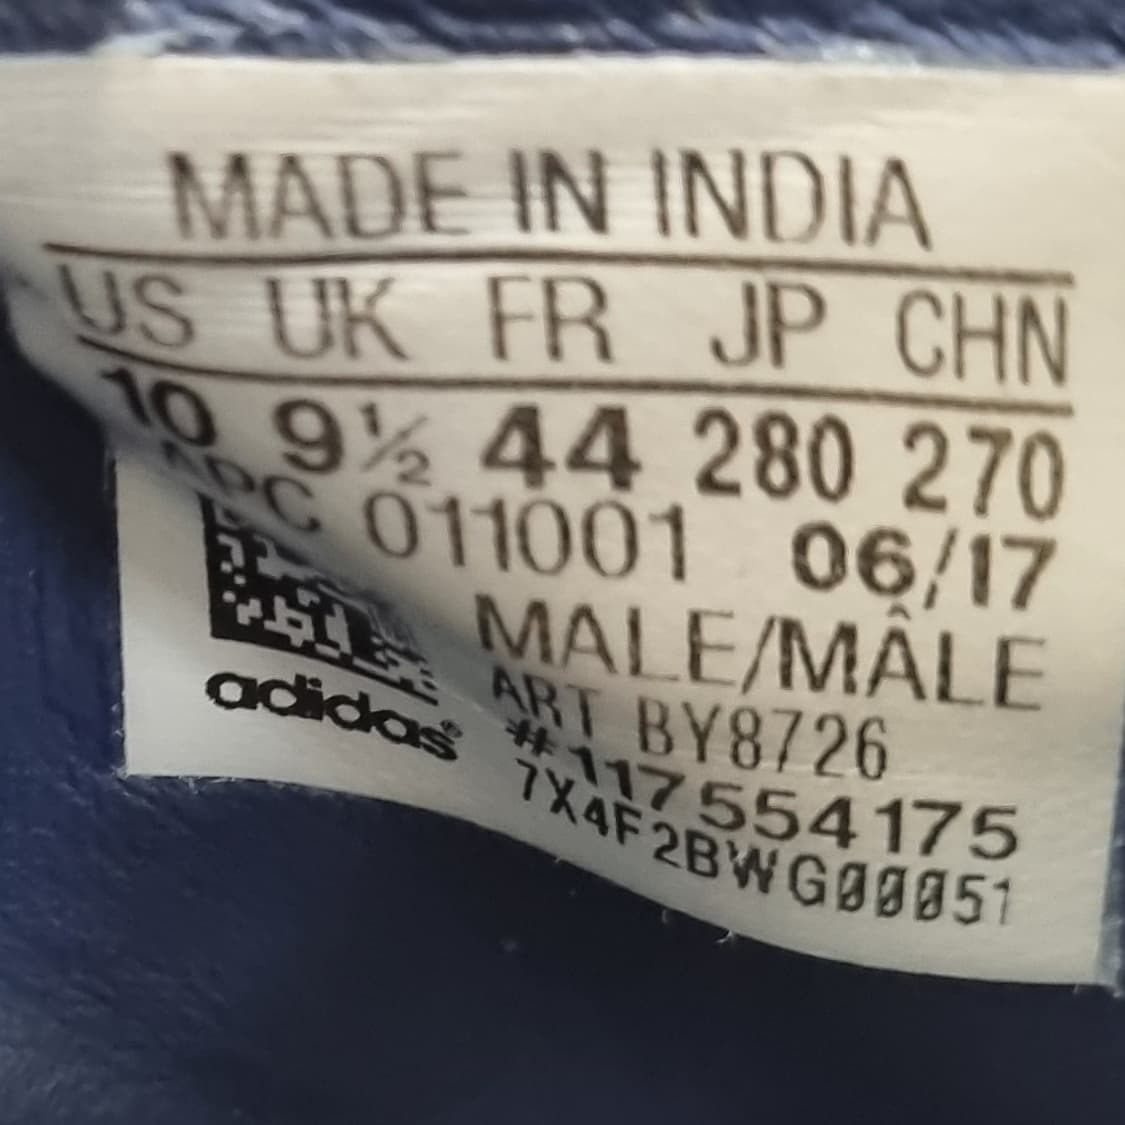 MADE IN INDIA
US UK FR JP CHN
10 9½ 44 280 270
APC 011001 06/17
MALE/MÂLE
ART BY8726
#117554175
7X4F2BWG00051
adidas®